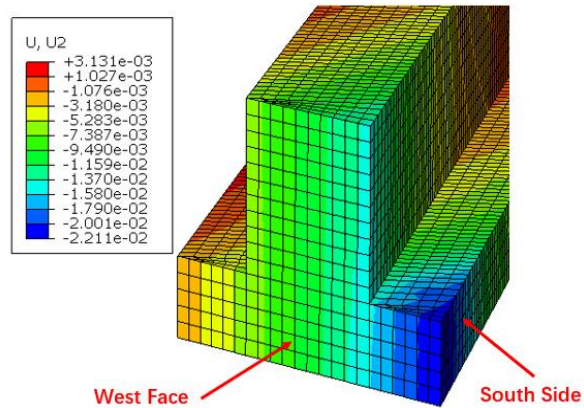 U, U2
+3.131e-03
+1.027e-03
-1.076e-03
-3.180e-03
-5.283e-03
-7.387e-03
-9.490e-03
-1.159e-02
-1.370e-02
-1.580e-02
-1.790e-02
-2.001e-02
-2.211e-02
West Face
South Side